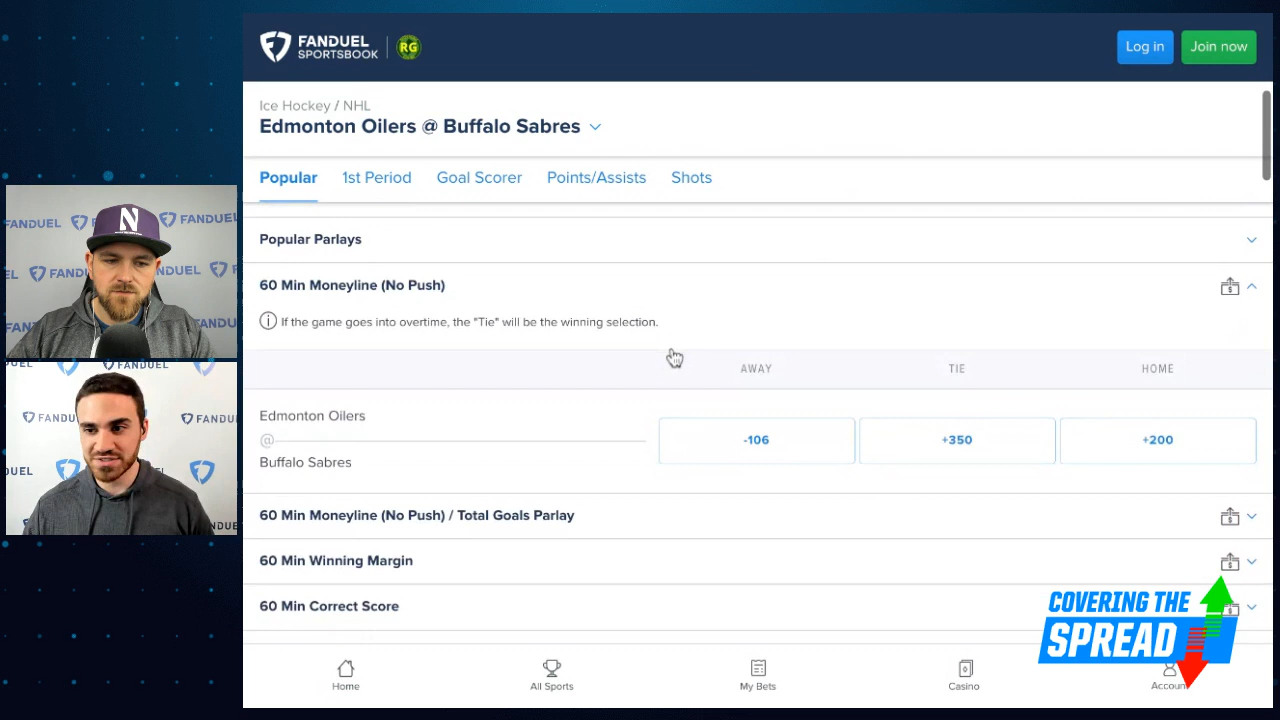 FANDUEL
SPORTSBOOK
RG
Log in
Join now
Ice Hockey / NHL
Edmonton Oilers @ Buffalo Sabres
Popular
1st Period
Goal Scorer
Points/Assists
Shots
Popular Parlays
60 Min Moneyline (No Push)
If the game goes into overtime, the "Tie" will be the winning selection.
AWAY
TIE
HOME
Edmonton Oilers
@
Buffalo Sabres
-106
+350
+200
60 Min Moneyline (No Push) / Total Goals Parlay
60 Min Winning Margin
60 Min Correct Score
COVERING THE
SPREAD
Home
All Sports
My Bets
Casino
Account
N
FANDUEL
FANDUEL
FANDUEL